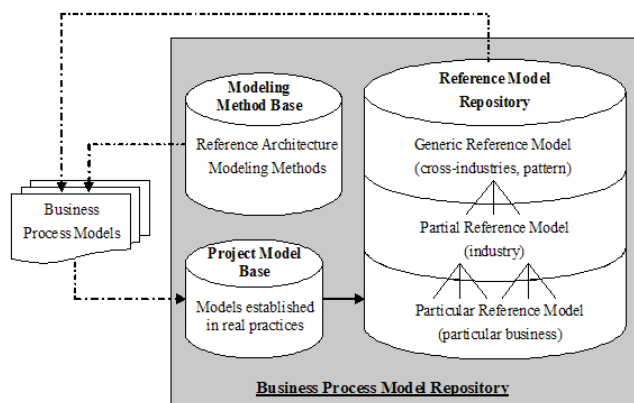 Modeling
Method Base
Reference Architecture
Modeling Methods
Reference Model
Repository
Generic Reference Model
(cross-industries, pattern)
Partial Reference Model
(industry)
Particular Reference Model
(particular business)
Business
Process Models
Project Model
Base
Models established
in real practices
Business Process Model Repository